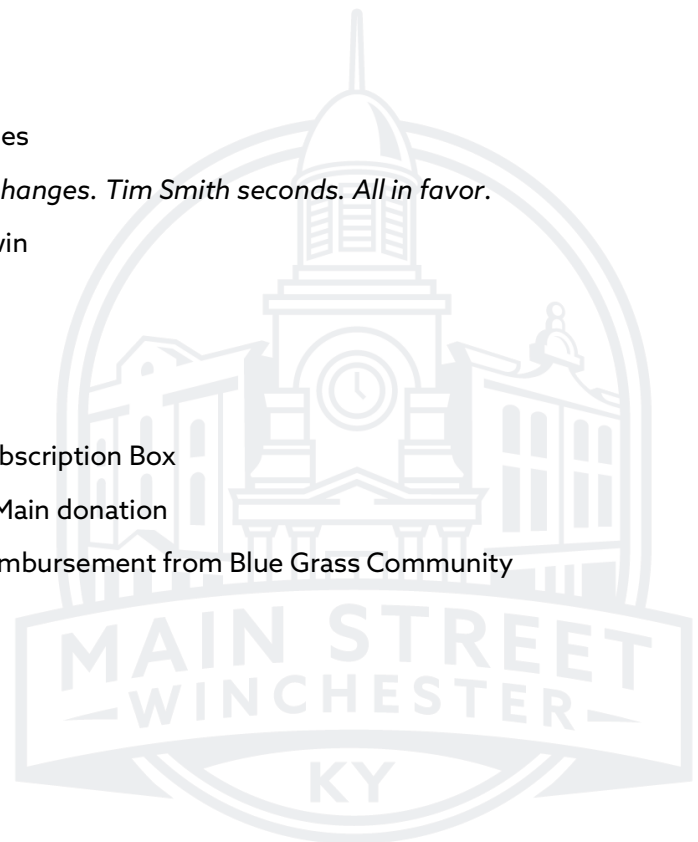 es
hanges. Tim Smith seconds. All in favor.
vin
bscription Box
Main donation
mbursement from Blue Grass Community
MAIN STREET
WINCHESTER
KY